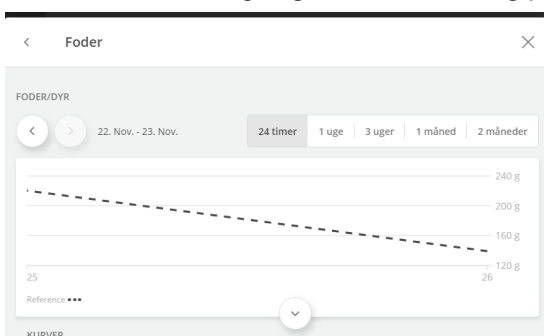 Foder
FODER/DYR
22. Nov. - 23. Nov.
24 timer 1 uge 3 uger 1 måned 2 måneder
240 g
200 g
160 g
120 g
25 26
Reference
KURVER